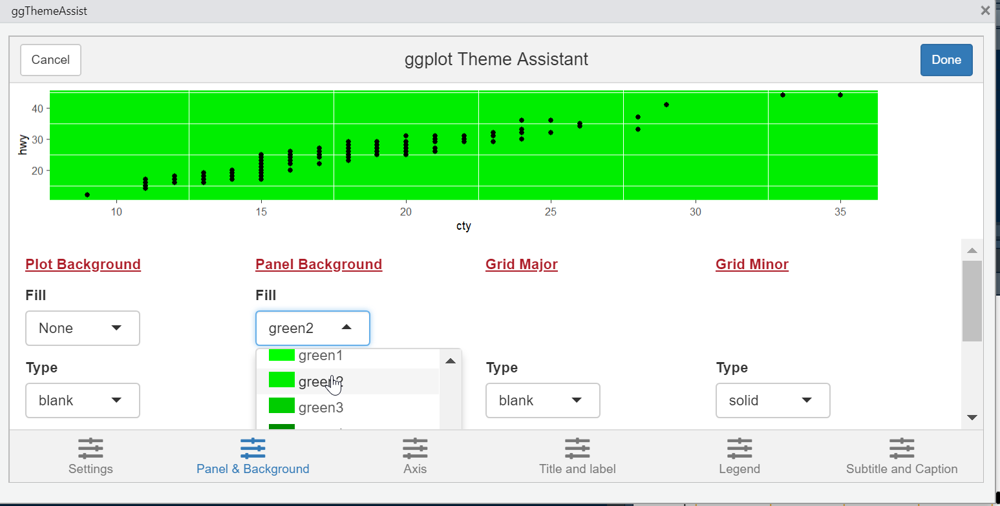 ggThemeAssist
Cancel
ggplot Theme Assistant
Done
40
30
20
hwy
10 15 20 25 30 35
cty
Plot Background Panel Background Grid Major Grid Minor
Fill Fill
None green2
green1
Type green2 Type Type
blank green3 blank solid
Settings Panel & Background Axis Title and label Legend Subtitle and Caption